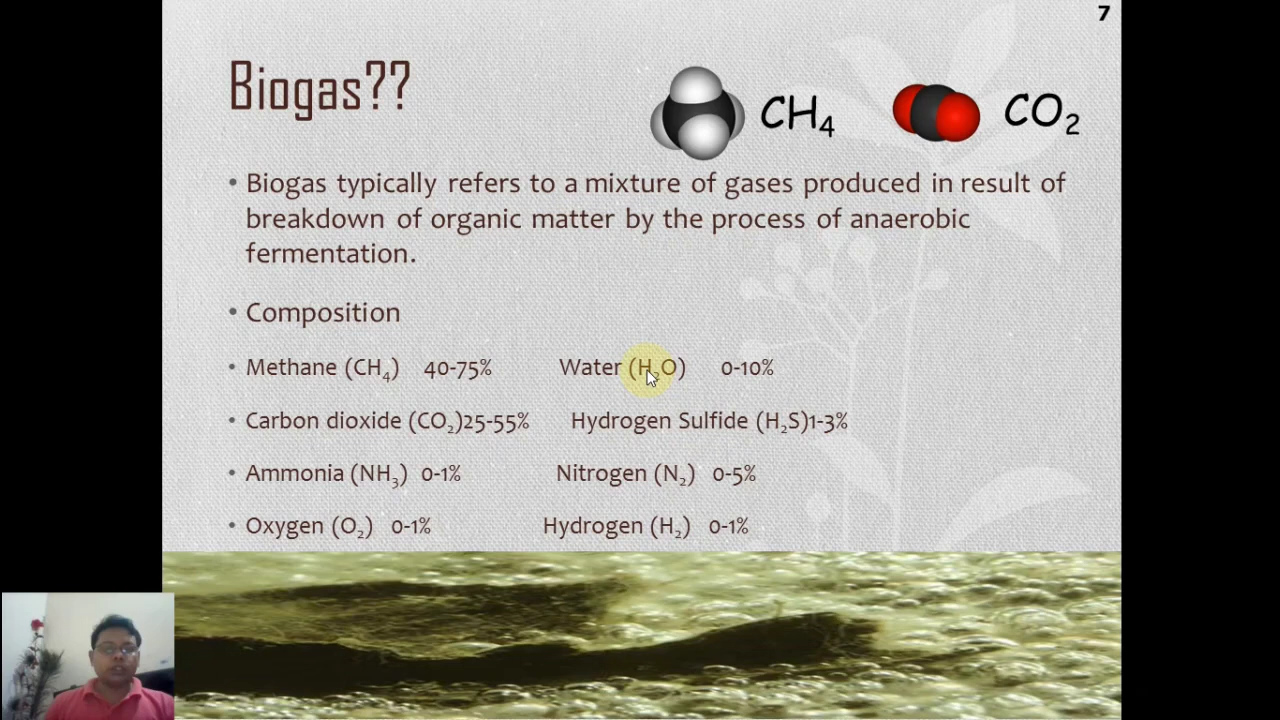 7
Biogas??
CH₄ CO₂
• Biogas typically refers to a mixture of gases produced in result of
breakdown of organic matter by the process of anaerobic
fermentation.
• Composition
• Methane (CH₄) 40-75% Water (H₂O) 0-10%
• Carbon dioxide (CO₂)25-55% Hydrogen Sulfide (H₂S)1-3%
• Ammonia (NH₃) 0-1% Nitrogen (N₂) 0-5%
• Oxygen (O₂) 0-1% Hydrogen (H₂) 0-1%